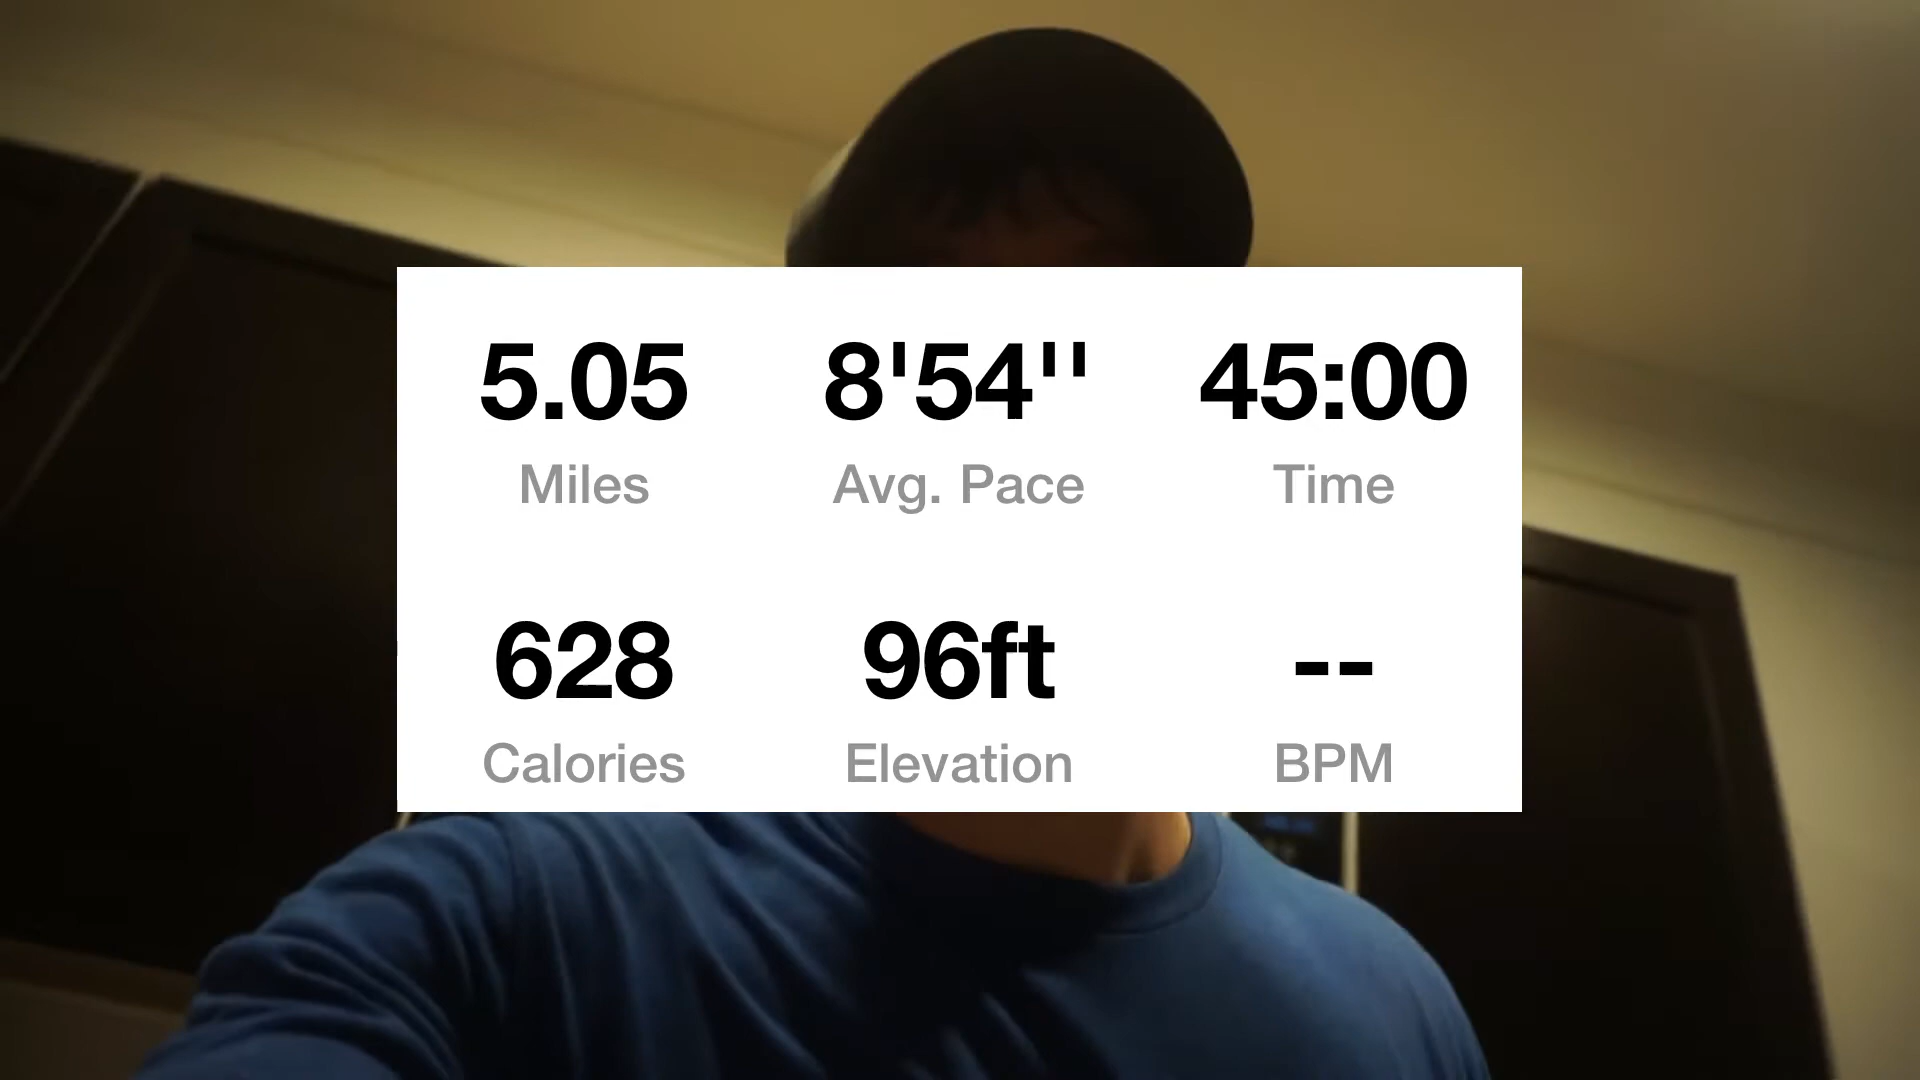 5.05 8'54'' 45:00
Miles Avg. Pace Time
628 96ft --
Calories Elevation BPM